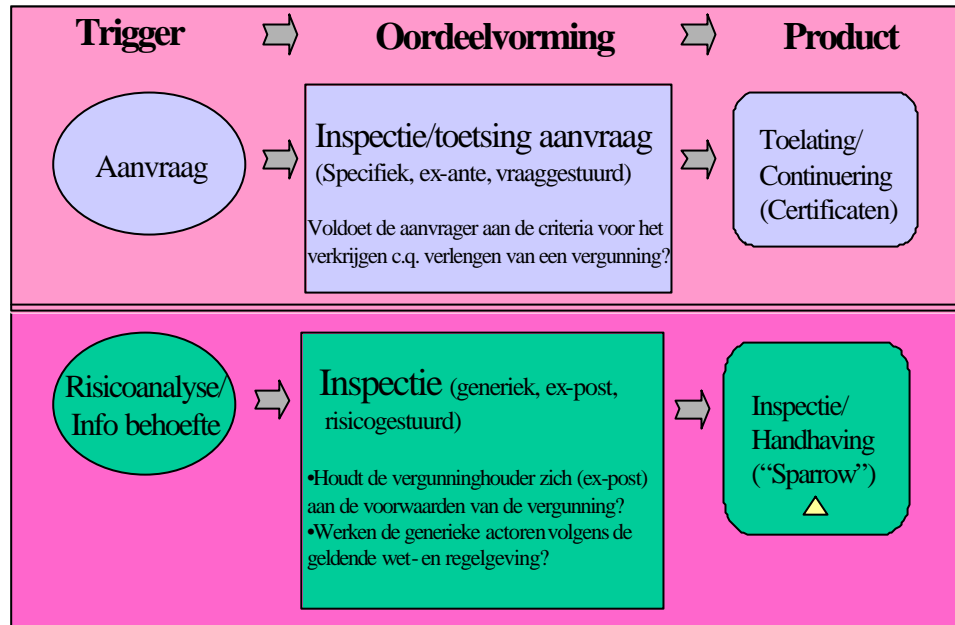 Trigger
Oordeelvorming
Product
Aanvraag
Inspectie/toetsing aanvraag
(Specifiek, ex-ante, vraaggestuurd)
Voldoet de aanvrager aan de criteria voor het
verkrijgen c.q. verlengen van een vergunning?
Toelating/
Continuering
(Certificaten)
Risicoanalyse/
Info behoefte
Inspectie (generiek, ex-post,
risicogestuurd)
•Houdt de vergunninghouder zich (ex-post)
aan de voorwaarden van de vergunning?
•Werken de generieke actoren volgens de
geldende wet- en regelgeving?
Inspectie/
Handhaving
(“Sparrow”)